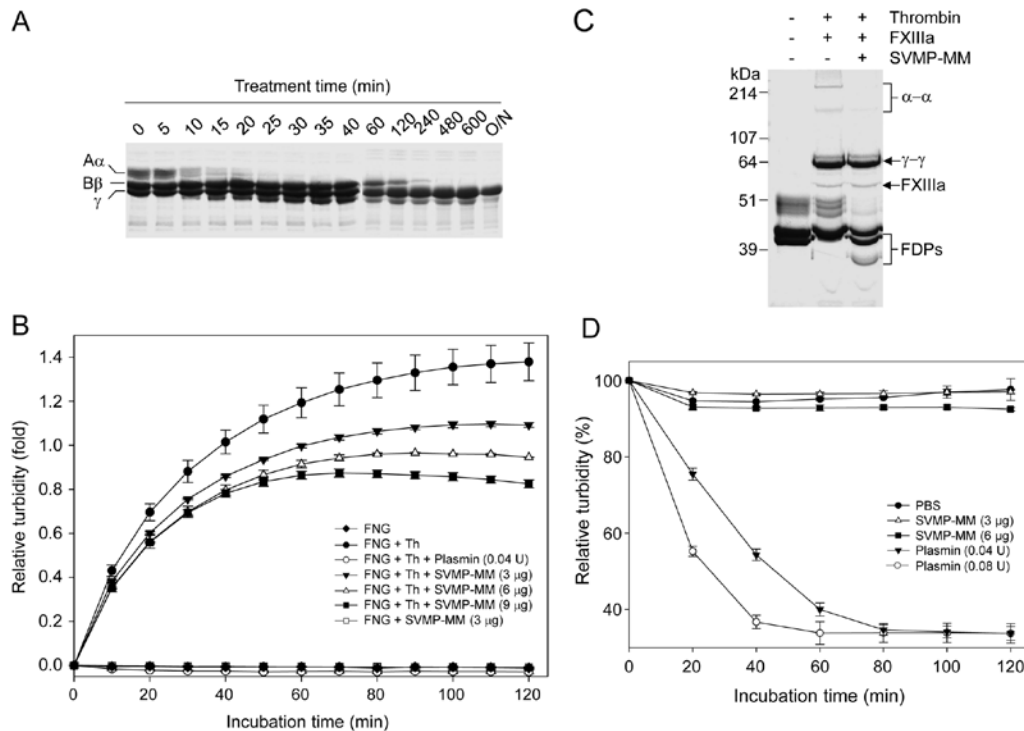 A
Treatment time (min)
0 5 10 15 20 25 30 35 40 60 120 240 480 600 O/N
Aα
Bβ
γ
C
- + + Thrombin
- + + FXIIIa
- - + SVMP-MM
kDa
214
107
64
51
39
α–α
γ–γ
FXIIIa
FDPs
B
Relative turbidity (fold)
1.4
1.2
1.0
0.8
0.6
0.4
0.2
0.0
FNG
FNG + Th
FNG + Th + Plasmin (0.04 U)
FNG + Th + SVMP-MM (3 μg)
FNG + Th + SVMP-MM (6 μg)
FNG + Th + SVMP-MM (9 μg)
FNG + SVMP-MM (3 μg)
0 20 40 60 80 100 120
Incubation time (min)
D
Relative turbidity (%)
100
80
60
40
PBS
SVMP-MM (3 μg)
SVMP-MM (6 μg)
Plasmin (0.04 U)
Plasmin (0.08 U)
0 20 40 60 80 100 120
Incubation time (min)